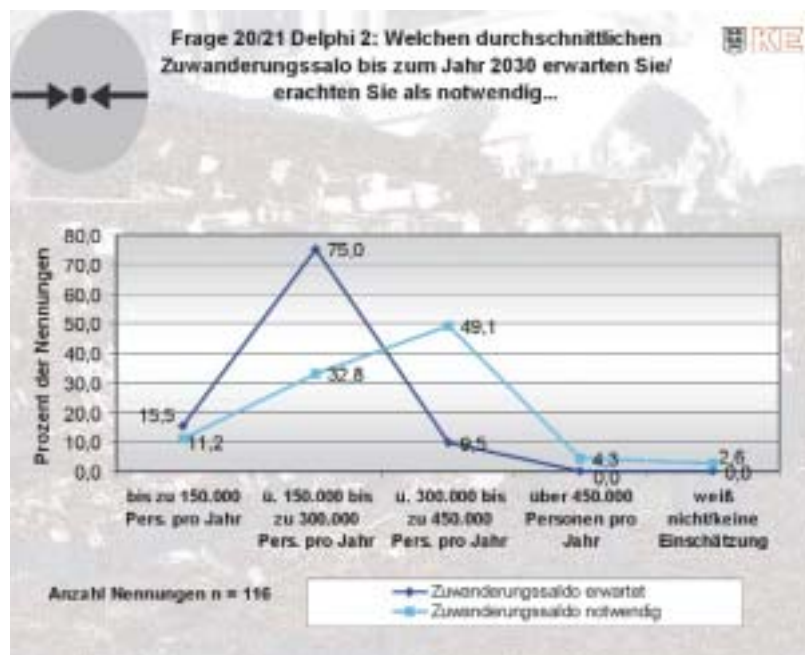 Frage 20/21 Delphi 2: Welchen durchschnittlichen
Zuwanderungssalo bis zum Jahr 2030 erwarten Sie/
erachten Sie als notwendig...
KE
Prozent der Nennungen
80,0
70,0
60,0
50,0
40,0
30,0
20,0
10,0
0,0
75,0
49,1
32,8
15,5
11,2
9,5
4,3
0,0
2,6
0,0
bis zu 150.000
Pers. pro Jahr
ü. 150.000 bis
zu 300.000
Pers. pro Jahr
ü. 300.000 bis
zu 450.000
Pers. pro Jahr
über 450.000
Personen pro
Jahr
weiß
nicht/keine
Einschätzung
Anzahl Nennungen n = 116
Zuwanderungssaldo erwartet
Zuwanderungssaldo notwendig